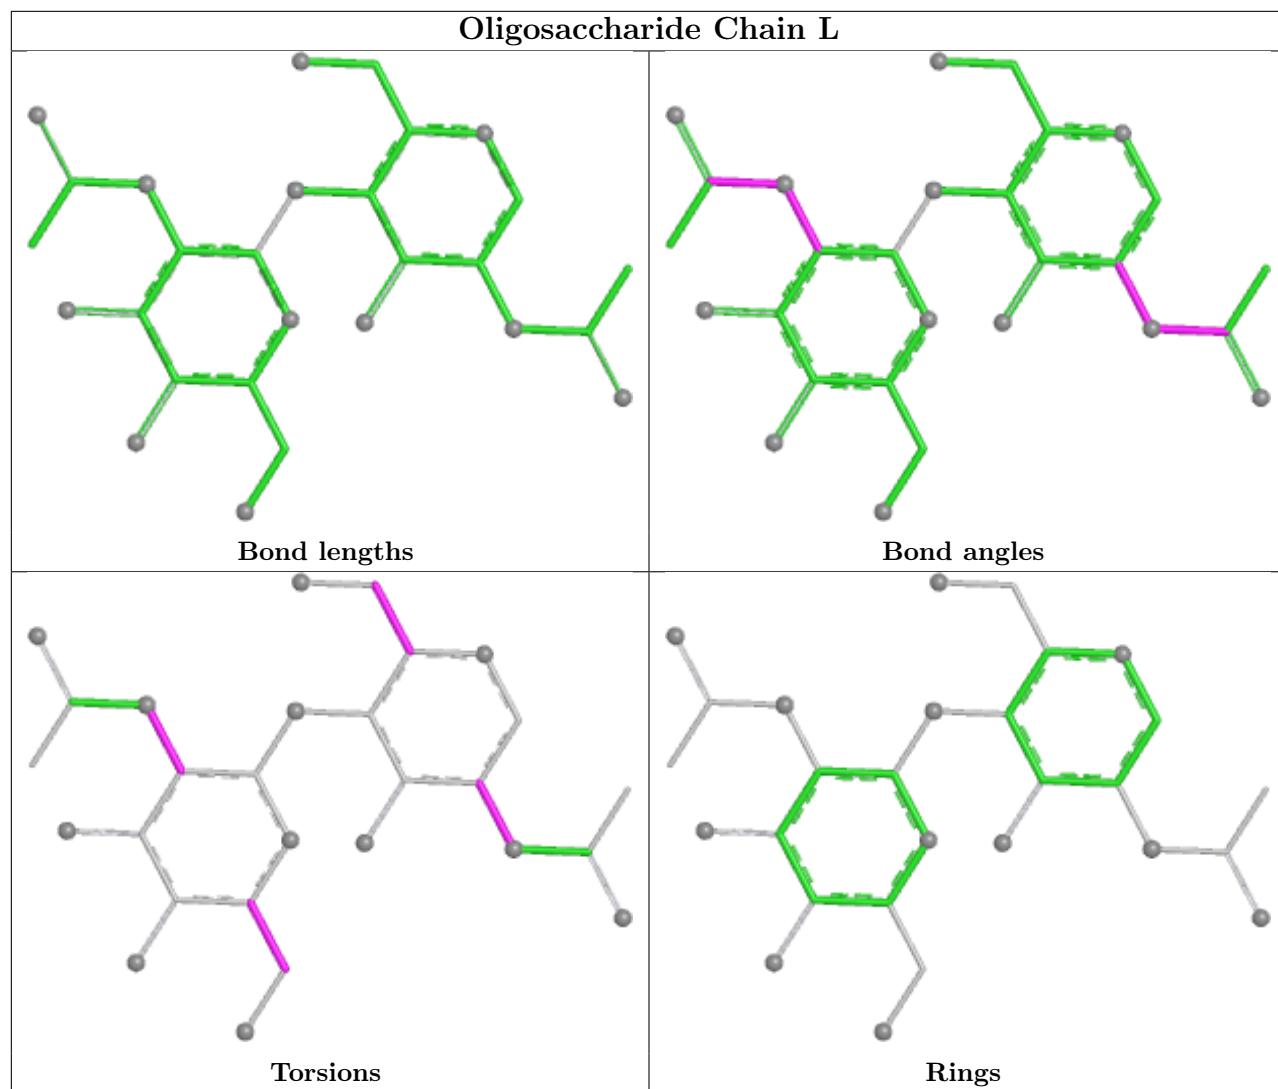 Oligosaccharide Chain L
Bond lengths
Bond angles
Torsions
Rings